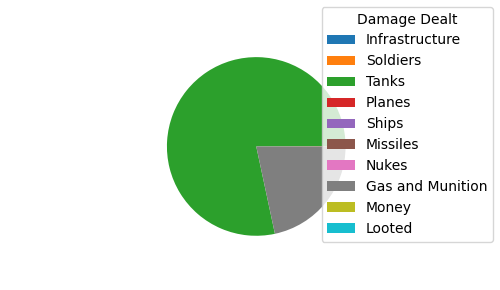 Damage Dealt
Infrastructure
Soldiers
Tanks
Planes
Ships
Missiles
Nukes
Gas and Munition
Money
Looted